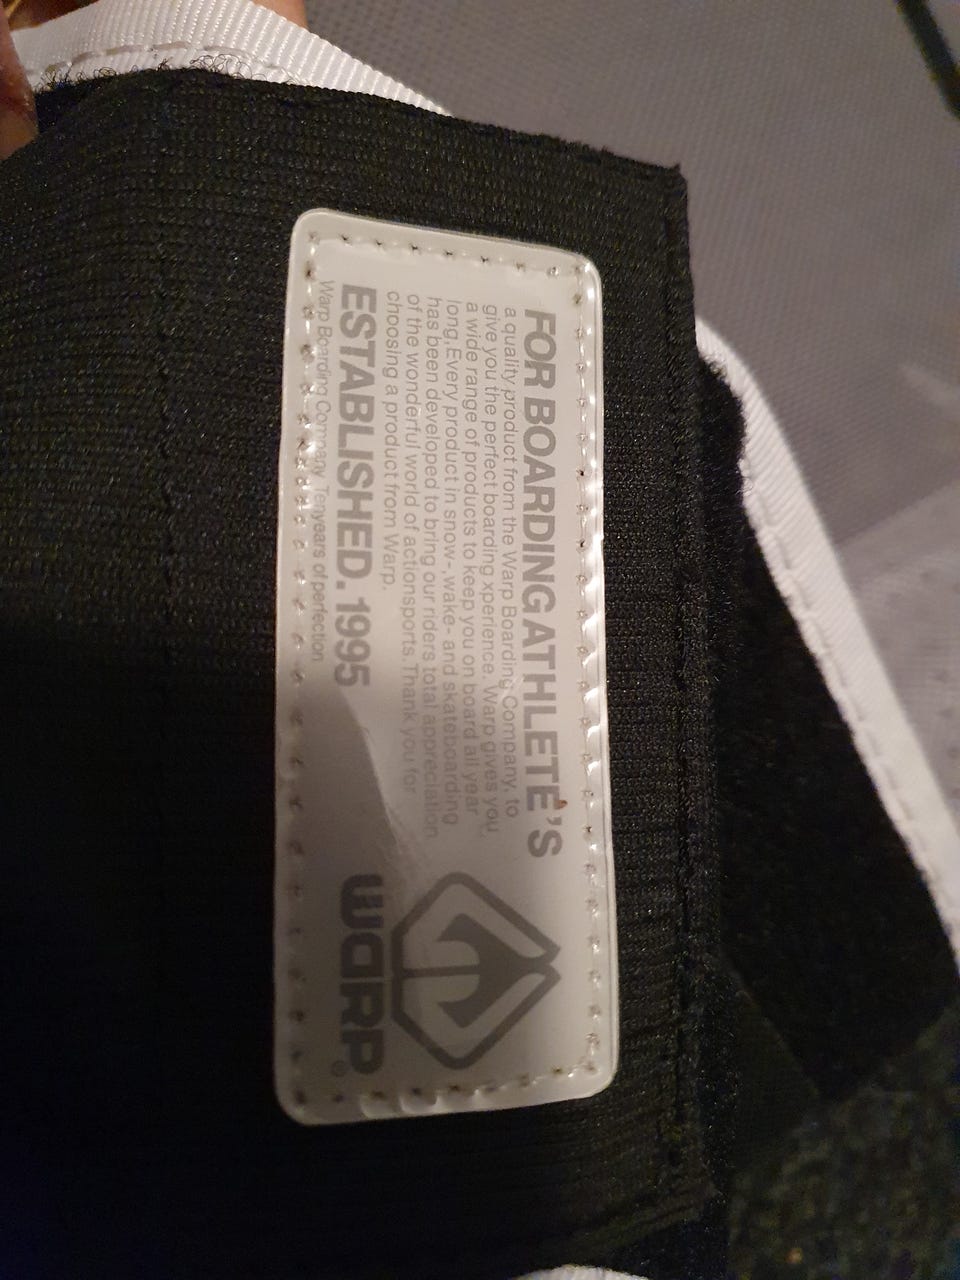 FOR BOARDING ATHLETE'S
a quality product from the Warp Boarding Company, to
give you the perfect boarding xperience. Warp gives you
a wide range of products to keep you on board all year
long. Every product in snow-, wake- and skateboarding
has been developed to bring our riders total appreciation
of the wonderful world of actionsports. Thank you for
choosing a product from Warp.
ESTABLISHED. 1995
Warp Boarding Company. Tenyears of perfection
WARP®